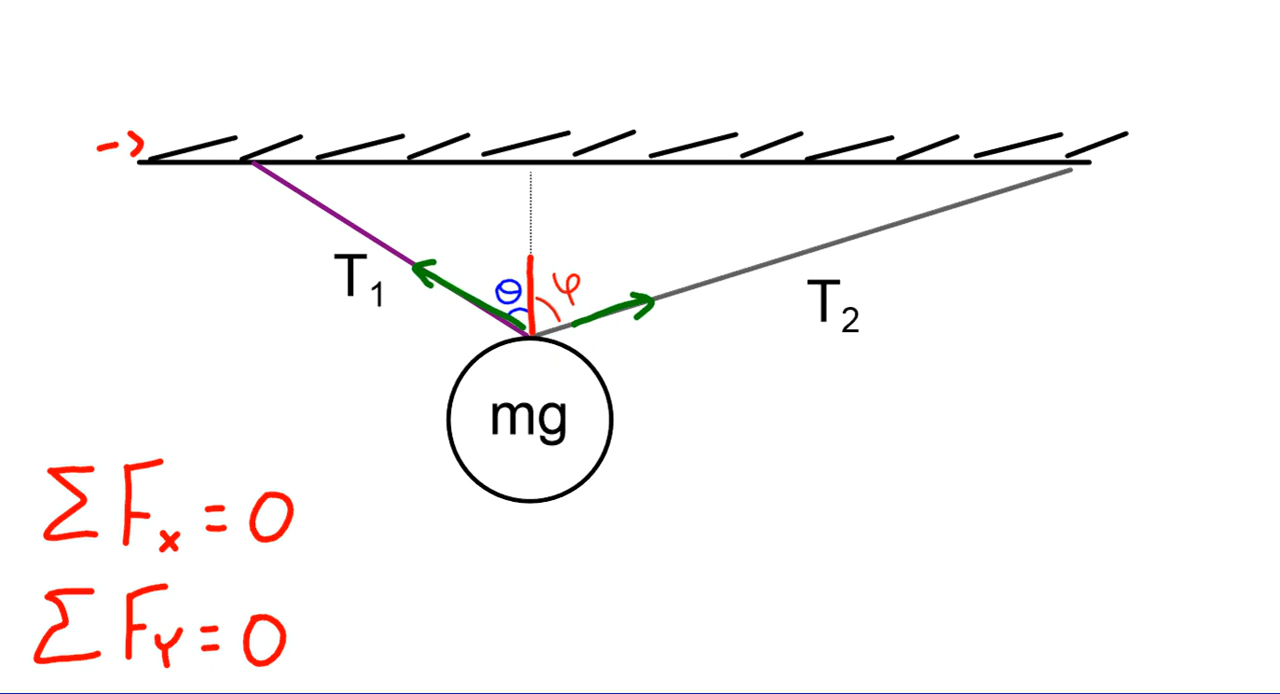 θ φ
T₁
T₂
mg
ΣFₓ = 0
ΣFY = 0